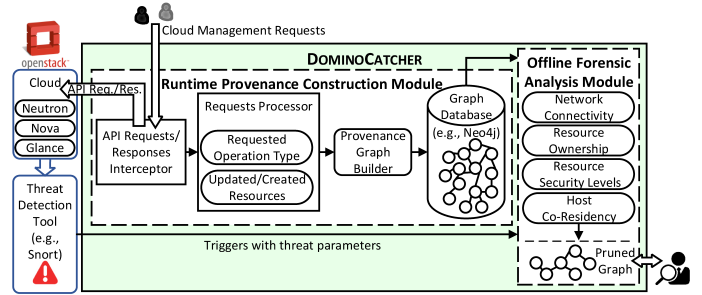 Cloud Management Requests
openstack
DOMINOCATCHER
Cloud
API Req./Res.
Neutron
Nova
Glance
Runtime Provenance Construction Module
API Requests/
Responses
Interceptor
Requests Processor
Requested
Operation Type
Updated/Created
Resources
Provenance
Graph
Builder
Graph
Database
(e.g., Neo4j)
Offline Forensic
Analysis Module
Network
Connectivity
Resource
Ownership
Resource
Security Levels
Host
Co-Residency
Pruned
Graph
Threat
Detection
Tool
(e.g.,
Snort)
Triggers with threat parameters